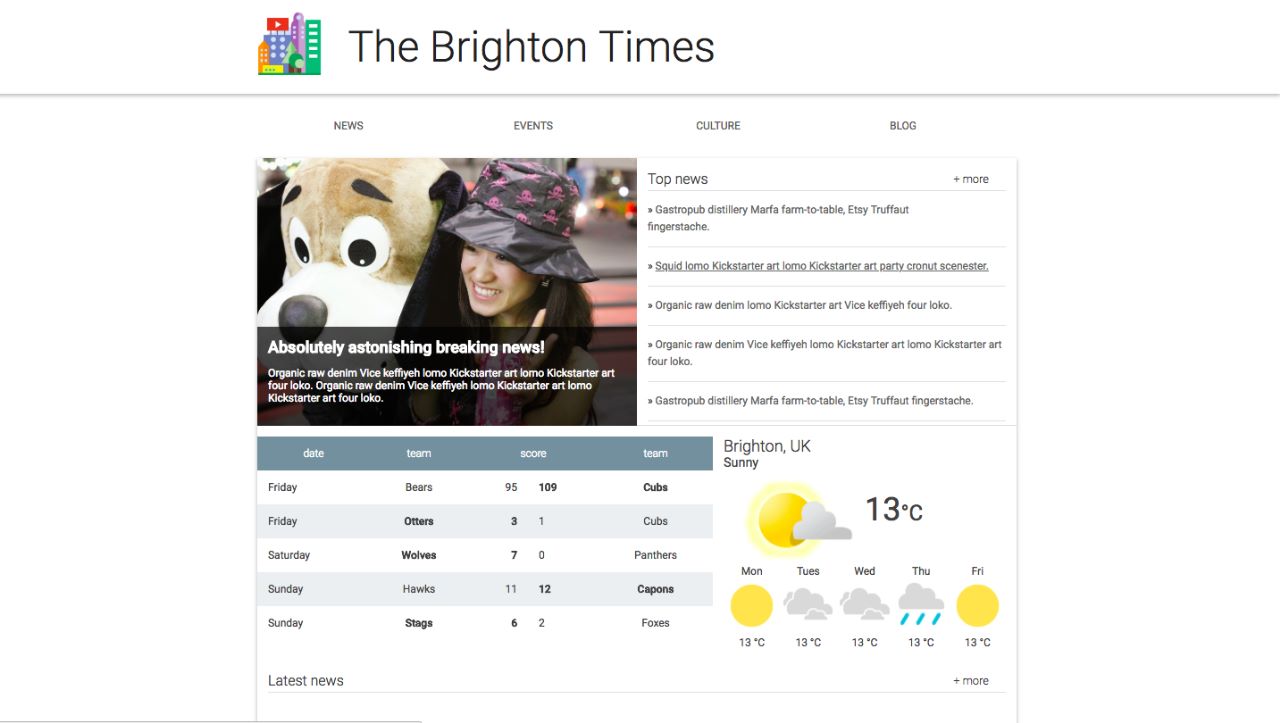 The Brighton Times
NEWS EVENTS CULTURE BLOG
Absolutely astonishing breaking news!
Organic raw denim Vice keffiyeh lomo Kickstarter art lomo Kickstarter art
four loko. Organic raw denim Vice keffiyeh lomo Kickstarter art lomo
Kickstarter art four loko.
Top news + more
» Gastropub distillery Marfa farm-to-table, Etsy Truffaut
fingerstache.
» Squid lomo Kickstarter art lomo Kickstarter art party cronut scenester.
» Organic raw denim lomo Kickstarter art Vice keffiyeh four loko.
» Organic raw denim Vice keffiyeh lomo Kickstarter art lomo Kickstarter art
four loko.
» Gastropub distillery Marfa farm-to-table, Etsy Truffaut fingerstache.
date team score team
Friday Bears 95 109 Cubs
Friday Otters 3 1 Cubs
Saturday Wolves 7 0 Panthers
Sunday Hawks 11 12 Capons
Sunday Stags 6 2 Foxes
Brighton, UK
Sunny
13°C
Mon Tues Wed Thu Fri
13 °C 13 °C 13 °C 13 °C 13 °C
Latest news + more